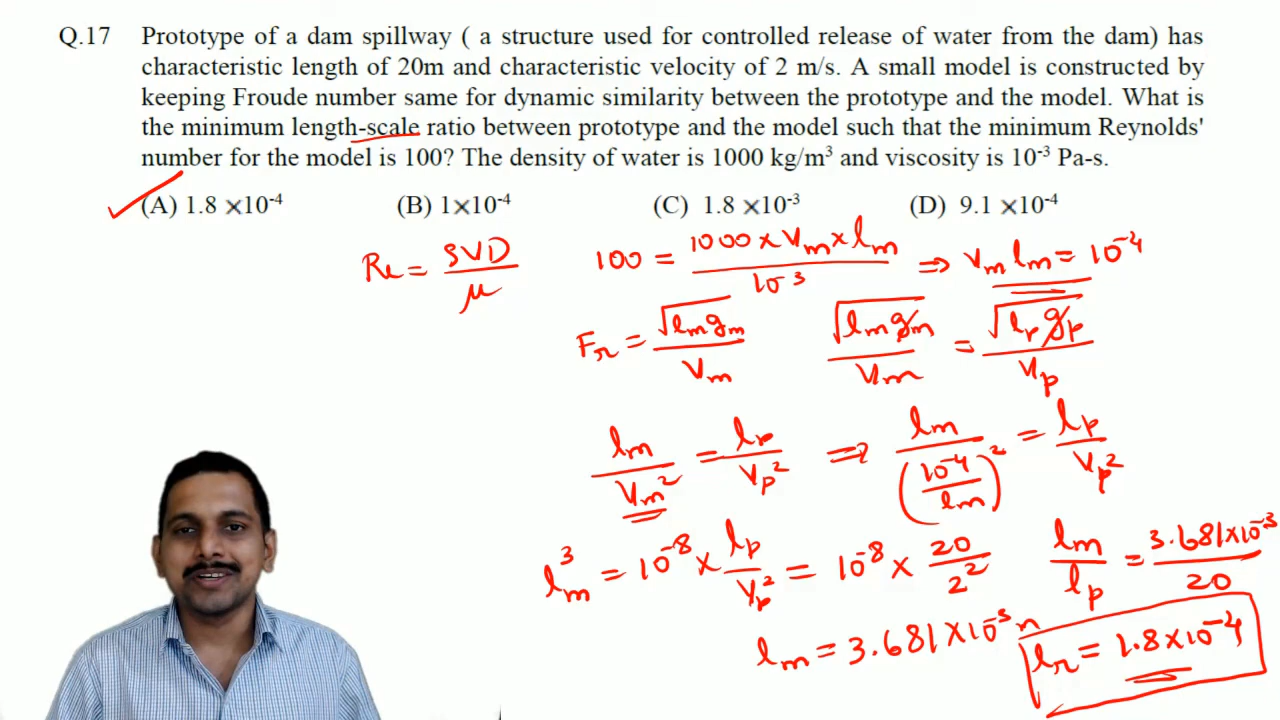 Q.17 Prototype of a dam spillway ( a structure used for controlled release of water from the dam) has
characteristic length of 20m and characteristic velocity of 2 m/s. A small model is constructed by
keeping Froude number same for dynamic similarity between the prototype and the model. What is
the minimum length-scale ratio between prototype and the model such that the minimum Reynolds'
number for the model is 100? The density of water is 1000 kg/m³ and viscosity is 10⁻³ Pa-s.
(A) 1.8 ×10⁻⁴ (B) 1×10⁻⁴ (C) 1.8 ×10⁻³ (D) 9.1 ×10⁻⁴
Re = ρVD/μ 100 = 1000 × Vm × lm / 10⁻³ ⇒ Vm lm = 10⁻⁴
Fr = √(lm gm) / Vm √(lm gm) / Vm = √(lp gp) / Vp
lm / Vm² = lp / Vp² ⇒ lm / (10⁻⁴ / lm)² = lp / Vp²
lm³ = 10⁻⁸ × lp / Vp² = 10⁻⁸ × 20 / 2² lm / lp = 3.681×10⁻³ / 20
lm = 3.681×10⁻³ m lr = 1.8×10⁻⁴